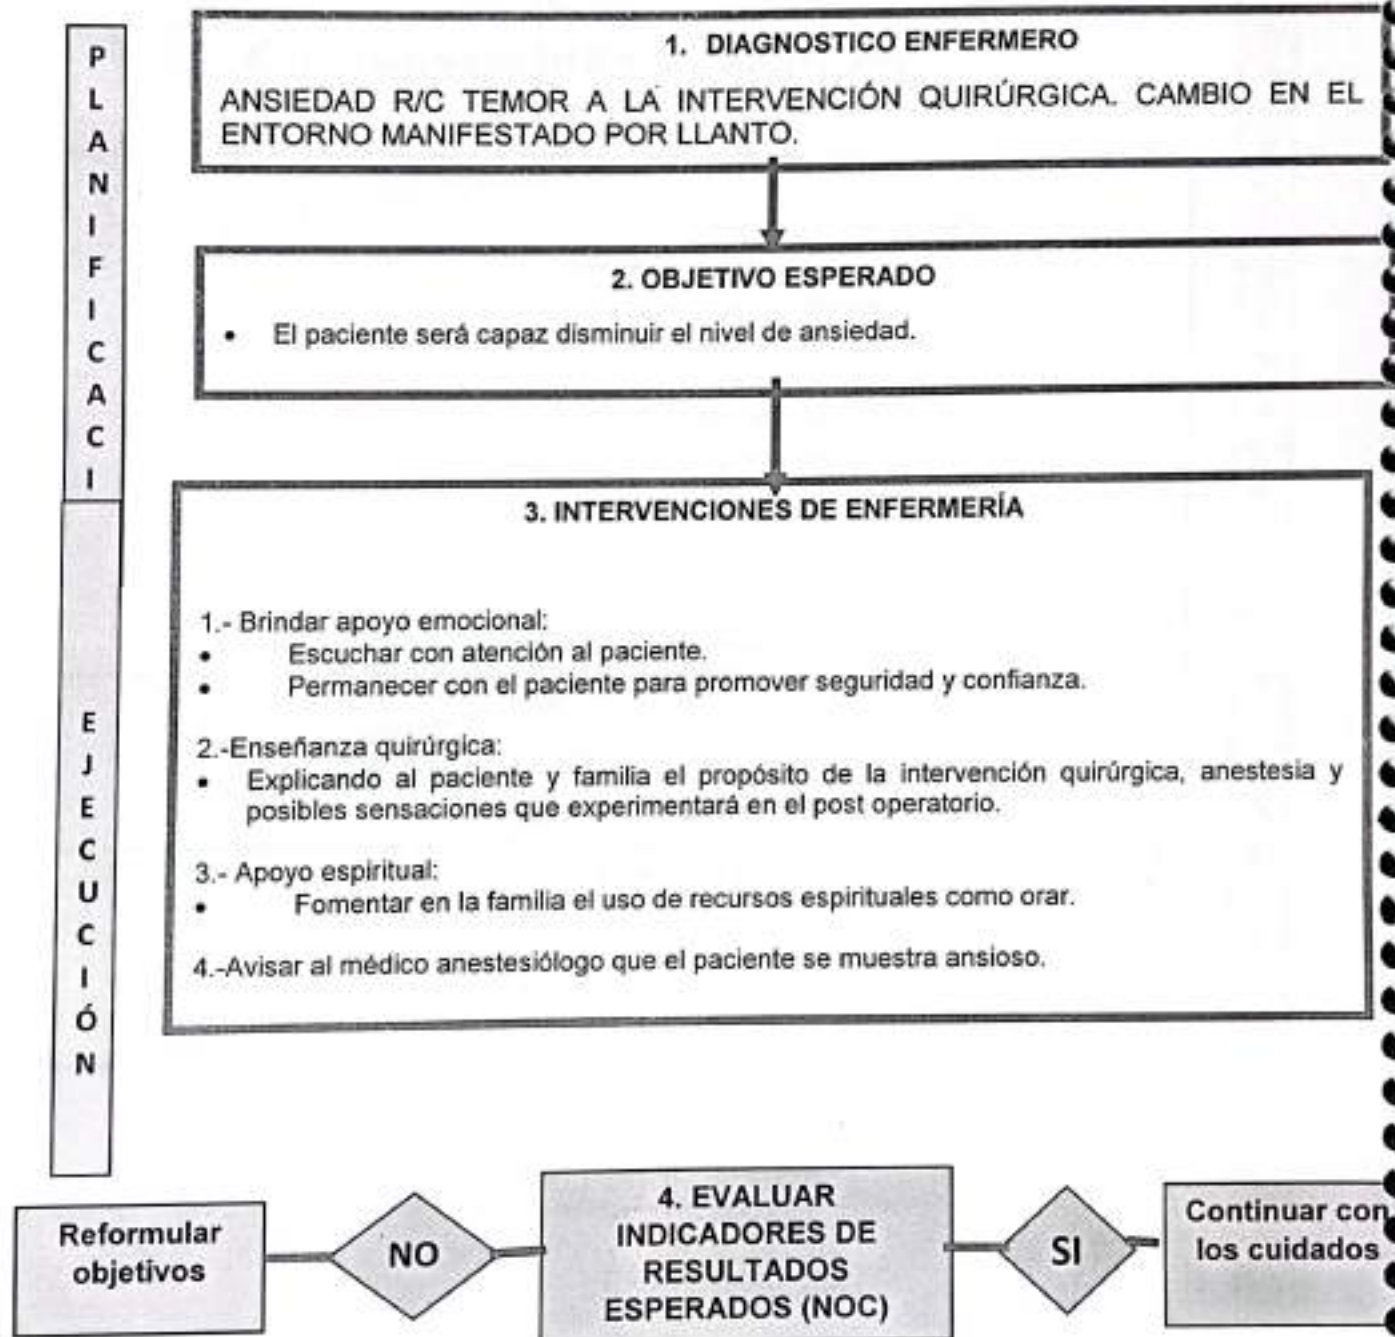 P
L
A
N
I
F
I
C
A
C
I
E
J
E
C
U
C
I
Ó
N
1. DIAGNOSTICO ENFERMERO
ANSIEDAD R/C TEMOR A LA INTERVENCIÓN QUIRÚRGICA. CAMBIO EN EL
ENTORNO MANIFESTADO POR LLANTO.
2. OBJETIVO ESPERADO
• El paciente será capaz disminuir el nivel de ansiedad.
3. INTERVENCIONES DE ENFERMERÍA
1.- Brindar apoyo emocional:
• Escuchar con atención al paciente.
• Permanecer con el paciente para promover seguridad y confianza.
2.-Enseñanza quirúrgica:
• Explicando al paciente y familia el propósito de la intervención quirúrgica, anestesia y
posibles sensaciones que experimentará en el post operatorio.
3.- Apoyo espiritual:
• Fomentar en la familia el uso de recursos espirituales como orar.
4.-Avisar al médico anestesiólogo que el paciente se muestra ansioso.
Reformular
objetivos
NO
4. EVALUAR
INDICADORES DE
RESULTADOS
ESPERADOS (NOC)
SI
Continuar con
los cuidados